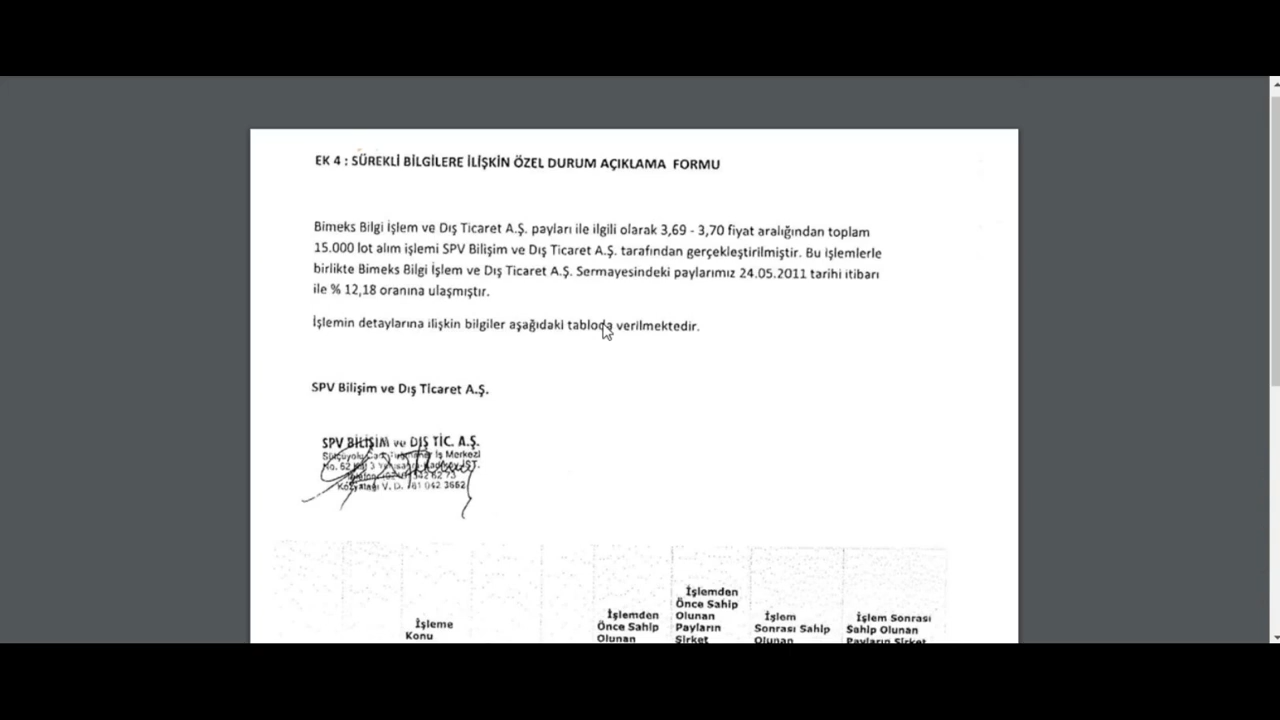 EK 4 : SÜREKLİ BİLGİLERE İLİŞKİN ÖZEL DURUM AÇIKLAMA FORMU
Bimeks Bilgi İşlem ve Dış Ticaret A.Ş. payları ile ilgili olarak 3,69 - 3,70 fiyat aralığından toplam
15.000 lot alım işlemi SPV Bilişim ve Dış Ticaret A.Ş. tarafından gerçekleştirilmiştir. Bu işlemlerle
birlikte Bimeks Bilgi İşlem ve Dış Ticaret A.Ş. Sermayesindeki paylarımız 24.05.2011 tarihi itibarı
ile % 12,18 oranına ulaşmıştır.
İşlemin detaylarına ilişkin bilgiler aşağıdaki tabloda verilmektedir.
SPV Bilişim ve Dış Ticaret A.Ş.
SPV BİLİŞİM ve DIŞ TİC. A.Ş.
İş Merkezi
No. 62
V. D.
İşleme
Konu
İşlemden
Önce Sahip
Olunan
İşlemden
Önce Sahip
Olunan
Payların
Şirket
İşlem
Sonrası Sahip
Olunan
İşlem Sonrası
Sahip Olunan
Payların Şirket